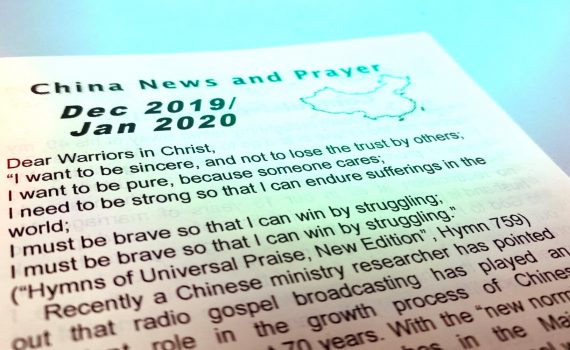 China News and Prayer
Dec 2019/
Jan 2020
Dear Warriors in Christ,
“I want to be sincere, and not to lose the trust by others;
I want to be pure, because someone cares;
I need to be strong so that I can endure sufferings in the
world;
I must be brave so that I can win by struggling;
I must be brave so that I can win by struggling.”
(“Hymns of Universal Praise, New Edition”, Hymn 759)
Recently a Chinese ministry researcher has pointed
out that radio gospel broadcasting has played an
role in the growth process of Chines
70 years. With the “new norm
in the Mai